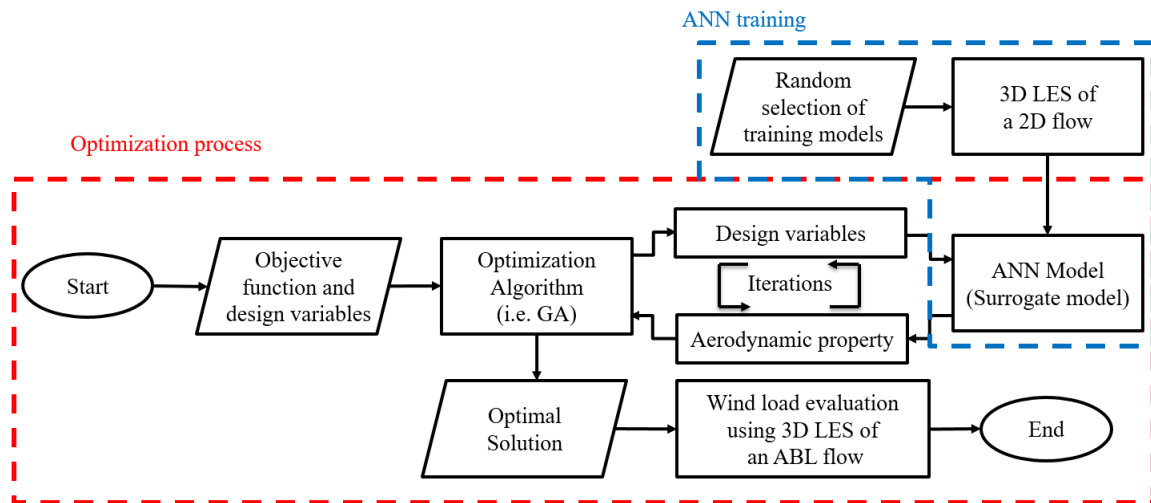 ANN training
Random
selection of
training models
3D LES of
a 2D flow
Optimization process
Start
Objective
function and
design variables
Optimization
Algorithm
(i.e. GA)
Design variables
Iterations
Aerodynamic property
ANN Model
(Surrogate model)
Optimal
Solution
Wind load evaluation
using 3D LES of
an ABL flow
End